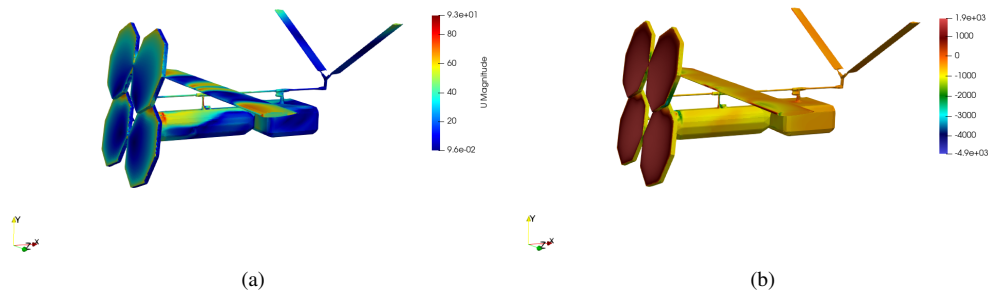 9.3e+01
80
60
40
20
9.6e-02
U Magnitude
Y
Z
X
(a)
1.9e+03
1000
0
-1000
-2000
-3000
-4000
-4.9e+03
Y
Z
X
(b)